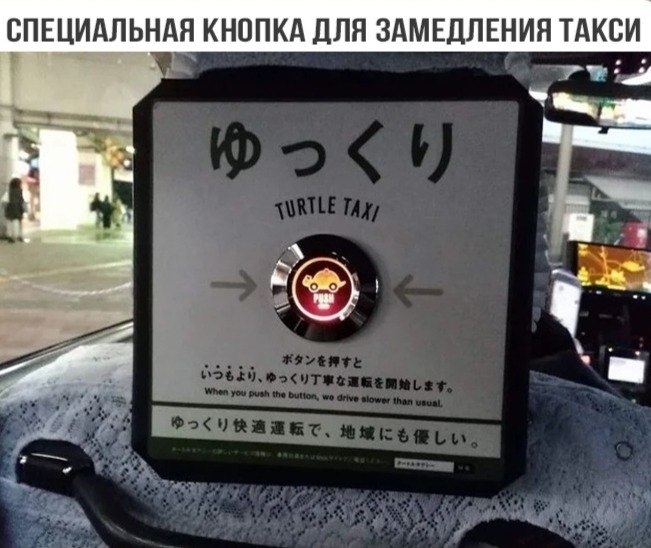 СПЕЦИАЛЬНАЯ КНОПКА ДЛЯ ЗАМЕДЛЕНИЯ ТАКСИ
ゆっくり
TURTLE TAXI
PUSH
ボタンを押すと
いつもより、ゆっくり丁寧な運転を開始します。
When you push the button, we drive slower than usual.
ゆっくり快適運転で、地域にも優しい。